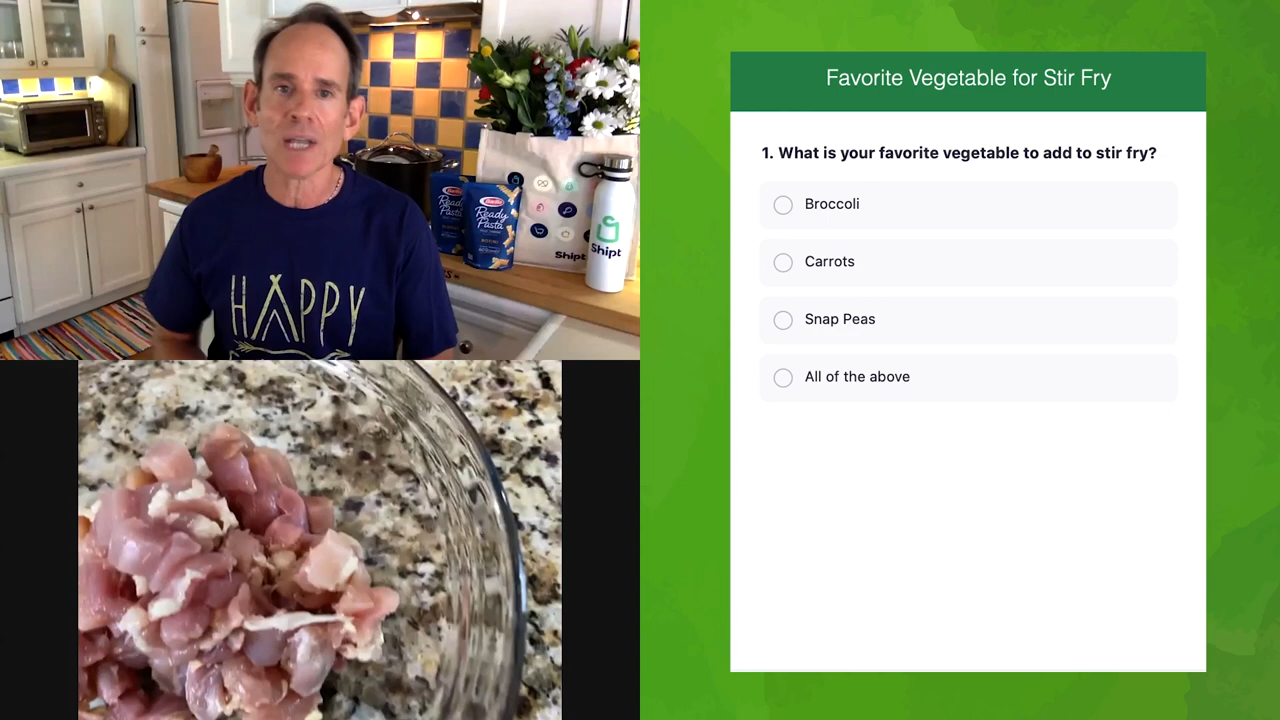 HAPPY
Barilla
Ready
Pasta
Barilla
Ready
Pasta
ROTINI
Shipt
Shipt
Favorite Vegetable for Stir Fry
1. What is your favorite vegetable to add to stir fry?
Broccoli
Carrots
Snap Peas
All of the above